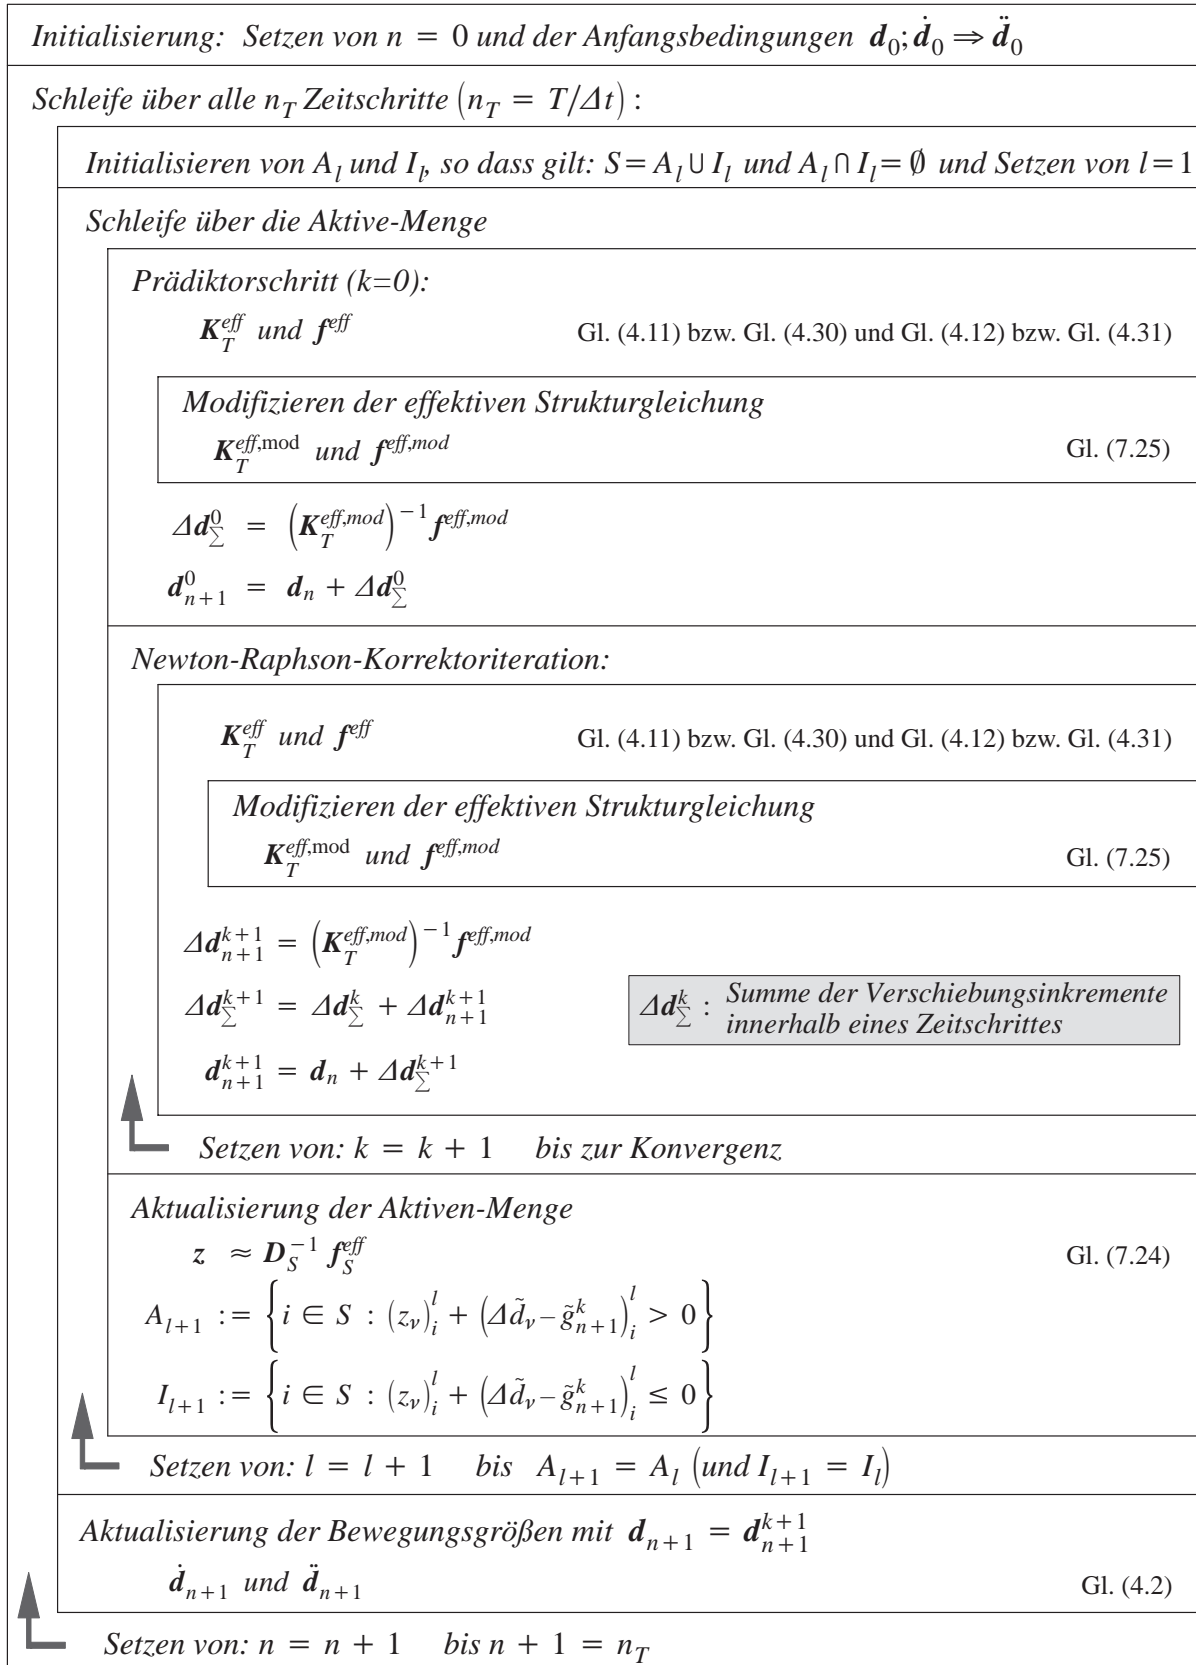 Initialisierung: Setzen von n = 0 und der Anfangsbedingungen d₀; ḋ₀ ⇒ d̈₀
Schleife über alle n_T Zeitschritte (n_T = T/Δt) :
Initialisieren von A_l und I_l, so dass gilt: S = A_l ∪ I_l und A_l ∩ I_l = ∅ und Setzen von l = 1
Schleife über die Aktive-Menge
Prädiktorschritt (k=0):
K_T^{eff} und f^{eff} Gl. (4.11) bzw. Gl. (4.30) und Gl. (4.12) bzw. Gl. (4.31)
Modifizieren der effektiven Strukturgleichung
K_T^{eff,mod} und f^{eff,mod} Gl. (7.25)
Δd_Σ^0 = (K_T^{eff,mod})^{-1} f^{eff,mod}
d_{n+1}^0 = d_n + Δd_Σ^0
Newton-Raphson-Korrektoriteration:
K_T^{eff} und f^{eff} Gl. (4.11) bzw. Gl. (4.30) und Gl. (4.12) bzw. Gl. (4.31)
Modifizieren der effektiven Strukturgleichung
K_T^{eff,mod} und f^{eff,mod} Gl. (7.25)
Δd_{n+1}^{k+1} = (K_T^{eff,mod})^{-1} f^{eff,mod}
Δd_Σ^{k+1} = Δd_Σ^k + Δd_{n+1}^{k+1}
Δd_Σ^k : Summe der Verschiebungsinkremente
innerhalb eines Zeitschrittes
d_{n+1}^{k+1} = d_n + Δd_Σ^{k+1}
Setzen von: k = k + 1 bis zur Konvergenz
Aktualisierung der Aktiven-Menge
z ≈ D_S^{-1} f_S^{eff} Gl. (7.24)
A_{l+1} := {i ∈ S : (z_ν)_i^l + (Δd̃_ν – g̃_{n+1}^k)_i^l > 0}
I_{l+1} := {i ∈ S : (z_ν)_i^l + (Δd̃_ν – g̃_{n+1}^k)_i^l ≤ 0}
Setzen von: l = l + 1 bis A_{l+1} = A_l (und I_{l+1} = I_l)
Aktualisierung der Bewegungsgrößen mit d_{n+1} = d_{n+1}^{k+1}
ḋ_{n+1} und d̈_{n+1} Gl. (4.2)
Setzen von: n = n + 1 bis n + 1 = n_T